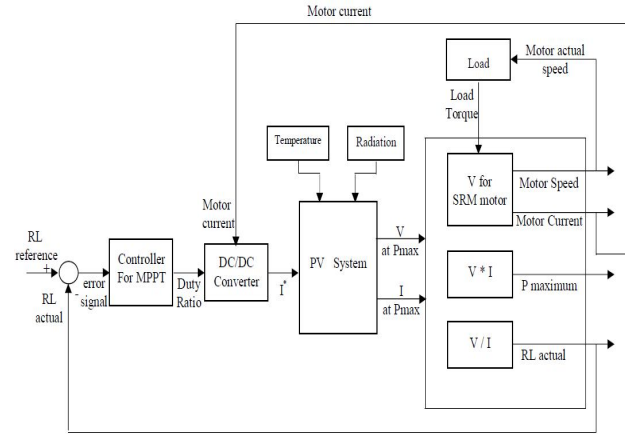 Motor current
Load
Motor actual
speed
Load
Torque
Temperature
Radiation
V for
SRM motor
Motor Speed
Motor Current
Motor
current
RL
reference
+
-
RL
actual
error
signal
Controller
For MPPT
Duty
Ratio
DC/DC
Converter
I*
PV System
V
at Pmax
I
at Pmax
V * I
P maximum
V / I
RL actual